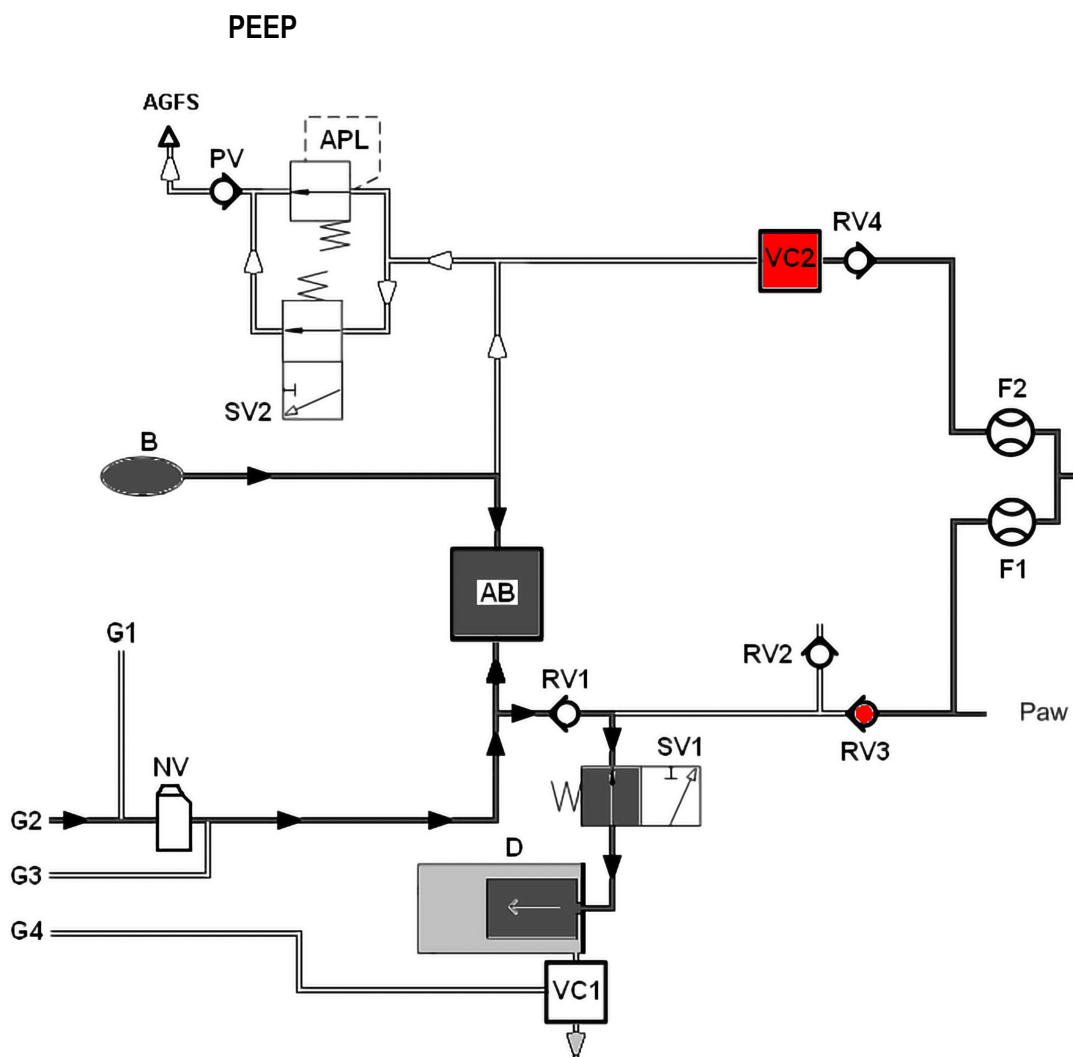 PEEP
AGFS
PV
APL
VC2
RV4
SV2
F2
B
F1
AB
G1
RV1
RV2
Paw
NV
SV1
RV3
G2
D
G3
G4
VC1